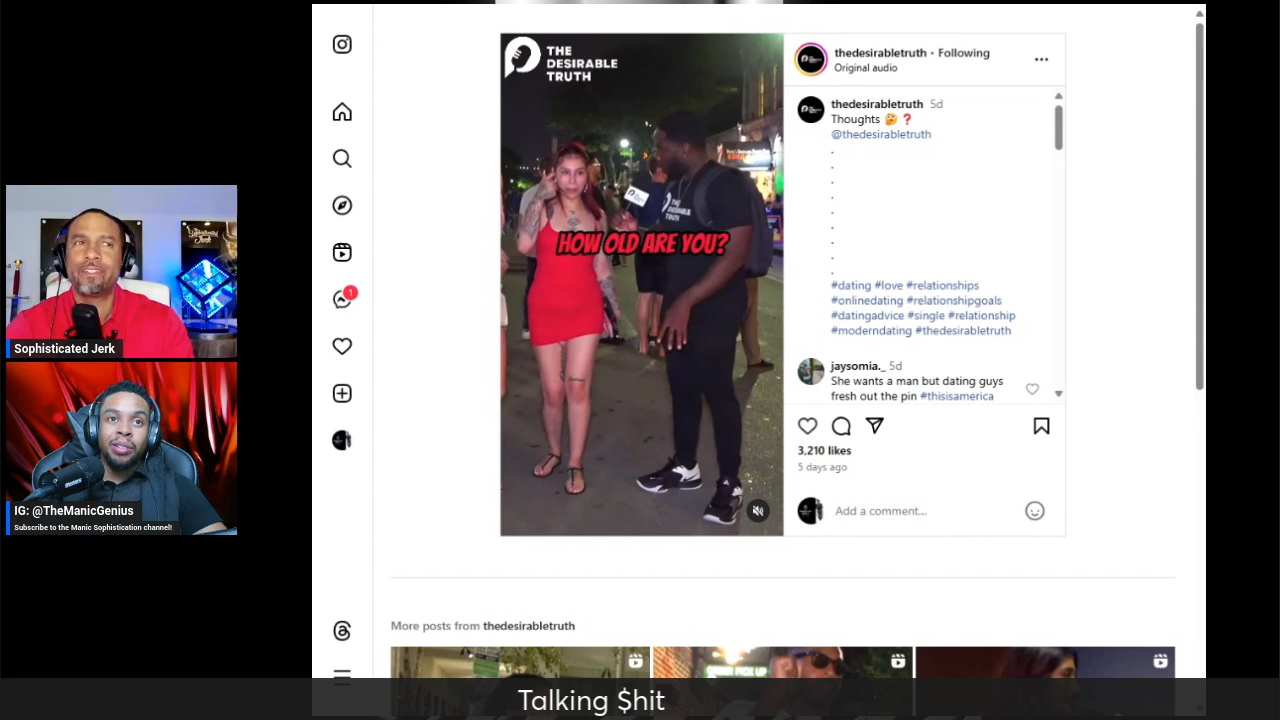 THE
DESIRABLE
TRUTH
HOW OLD ARE YOU?
thedesirabletruth • Following
Original audio
thedesirabletruth 5d
Thoughts 🤔 ❓
@thedesirabletruth
.
.
.
.
.
.
.
.
.
#dating #love #relationships
#onlinedating #relationshipgoals
#datingadvice #single #relationship
#moderndating #thedesirabletruth
jaysomia._ 5d
She wants a man but dating guys
fresh out the pin #thisisamerica
3,210 likes
5 days ago
Add a comment...
1
More posts from thedesirabletruth
Sophisticated Jerk
IG: @TheManicGenius
Subscribe to the Manic Sophistication channel!
Talking $hit